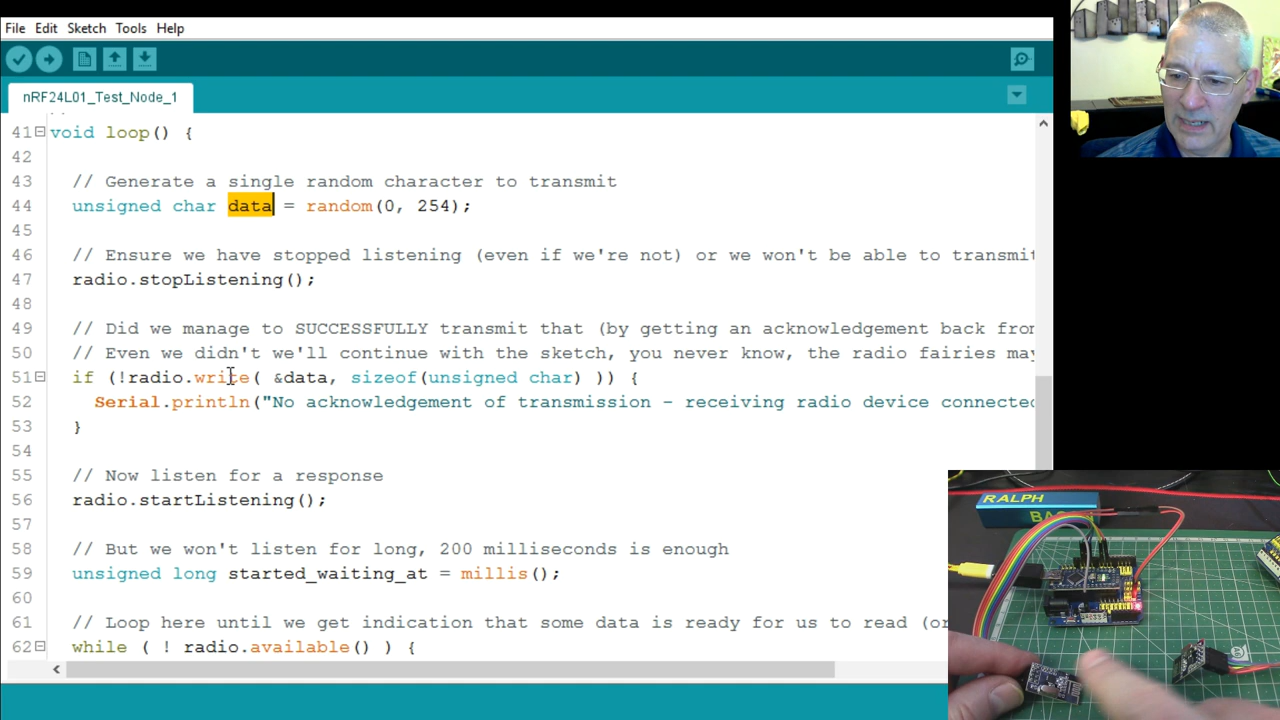 File Edit Sketch Tools Help
nRF24L01_Test_Node_1
41 void loop() {
42
43 // Generate a single random character to transmit
44 unsigned char data = random(0, 254);
45
46 // Ensure we have stopped listening (even if we're not) or we won't be able to transmit
47 radio.stopListening();
48
49 // Did we manage to SUCCESSFULLY transmit that (by getting an acknowledgement back from
50 // Even we didn't we'll continue with the sketch, you never know, the radio fairies may
51 if (!radio.write( &data, sizeof(unsigned char) )) {
52 Serial.println("No acknowledgement of transmission - receiving radio device connected
53 }
54
55 // Now listen for a response
56 radio.startListening();
57
58 // But we won't listen for long, 200 milliseconds is enough
59 unsigned long started_waiting_at = millis();
60
61 // Loop here until we get indication that some data is ready for us to read (or
62 while ( ! radio.available() ) {
RALPH